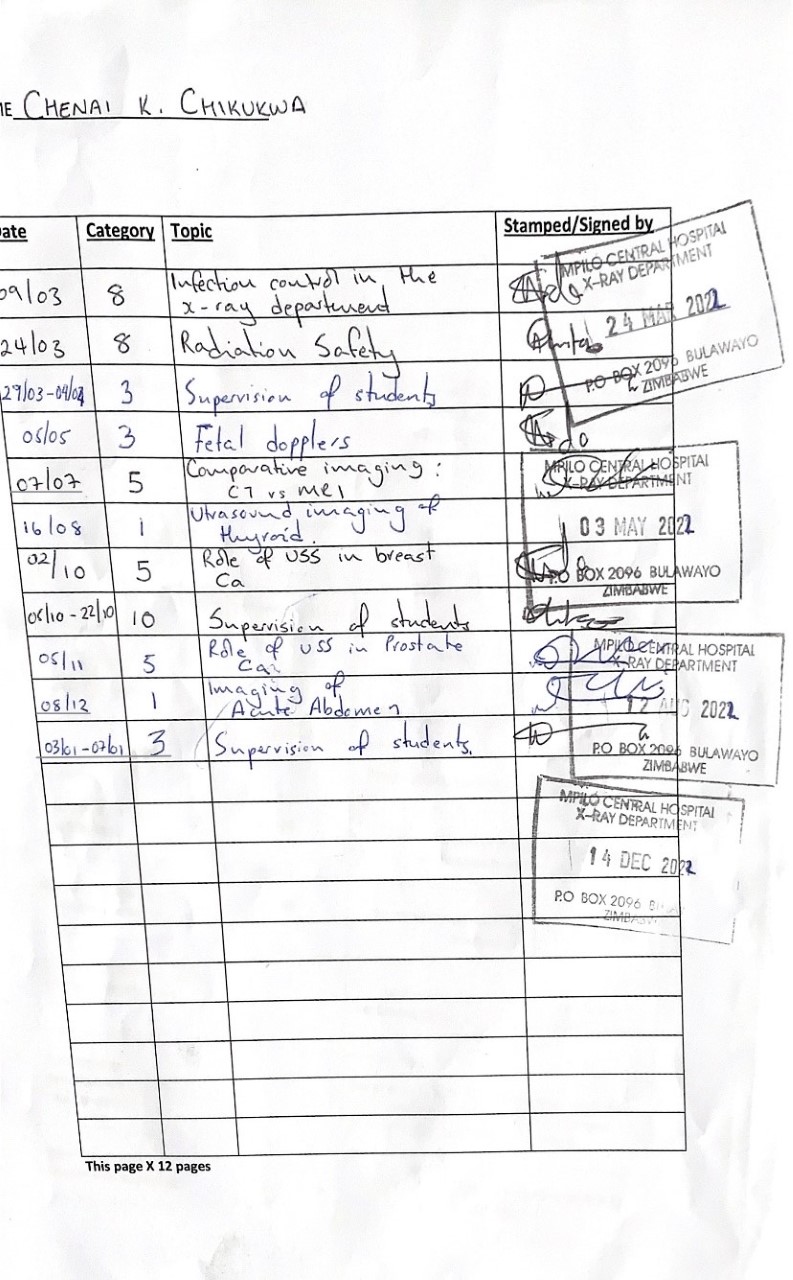 ME CHENAI K. CHIKUKWA
Date Category Topic Stamped/Signed by
09/03 8 Infection control in the
x-ray department
24/03 8 Radiation Safety
29/03-09/04 3 Supervision of students
05/05 3 Fetal dopplers
07/07 5 Comparative imaging :
CT vs MRI
16/08 1 Utrasound imaging of
thyroid.
02/10 5 Role of USS in breast
Ca
05/10 - 22/10 10 Supervision of students
05/11 5 Role of USS in Prostate
Ca
08/12 1 Imaging of
Acute Abdomen
03/01-07/01 3 Supervision of students.
MPILO CENTRAL HOSPITAL
X-RAY DEPARTMENT
24 MAR 2022
P.O BOX 2096 BULAWAYO
ZIMBABWE
MPILO CENTRAL HOSPITAL
X-RAY DEPARTMENT
03 MAY 2022
P.O BOX 2096 BULAWAYO
ZIMBABWE
MPILO CENTRAL HOSPITAL
X-RAY DEPARTMENT
12 AUG 2022
P.O BOX 2096 BULAWAYO
ZIMBABWE
MPILO CENTRAL HOSPITAL
X-RAY DEPARTMENT
14 DEC 2022
P.O BOX 2096
This page X 12 pages